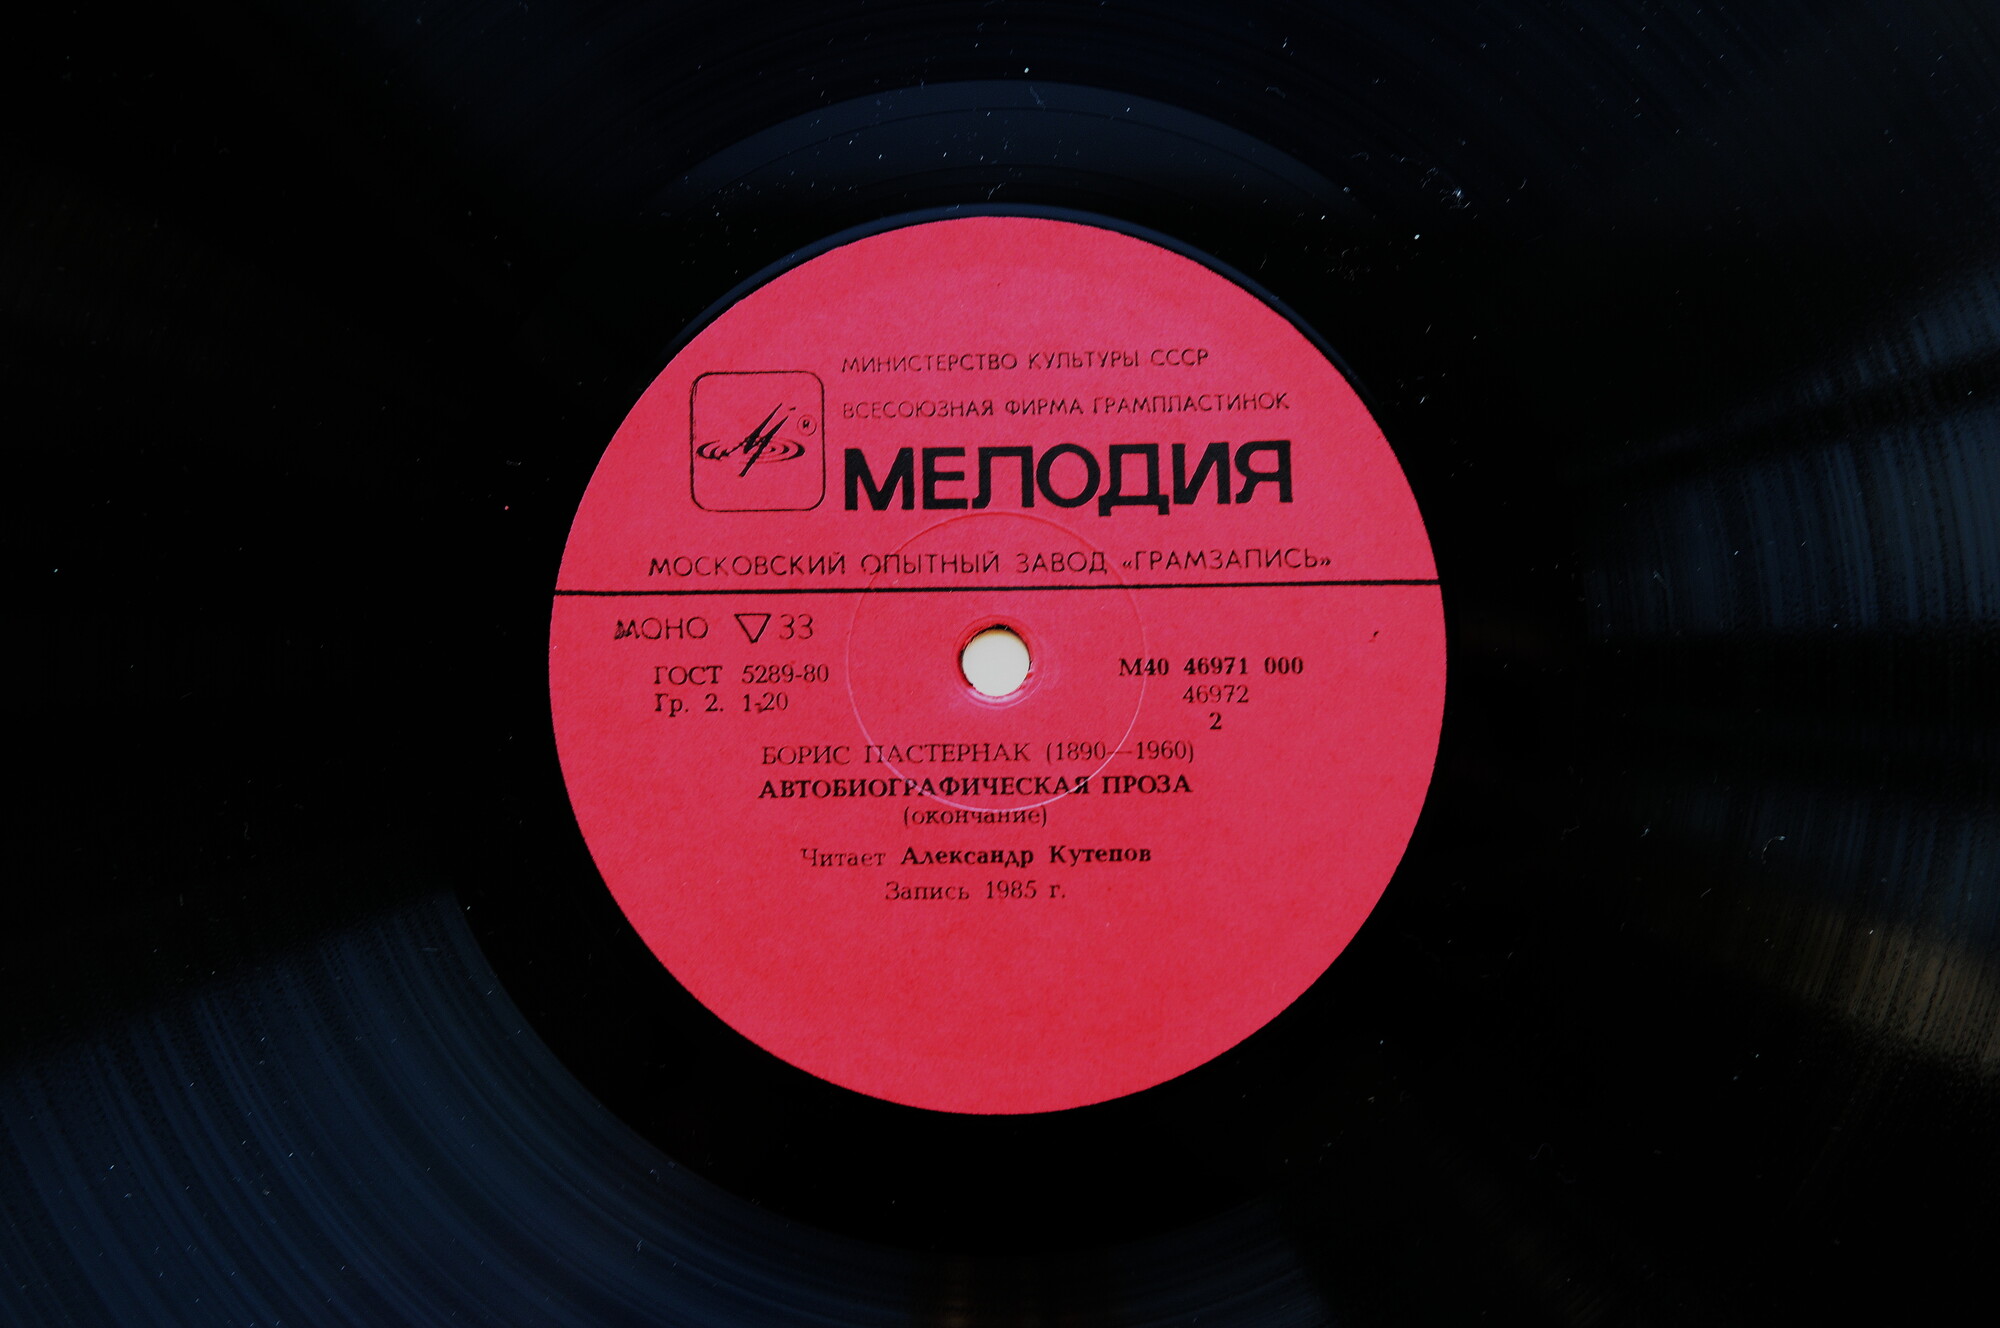 МИНИСТЕРСТВО КУЛЬТУРЫ СССР
ВСЕСОЮЗНАЯ ФИРМА ГРАМПЛАСТИНОК
®
МЕЛОДИЯ
МОСКОВСКИЙ ОПЫТНЫЙ ЗАВОД «ГРАМЗАПИСЬ»
МОНО ▽ 33
ГОСТ 5289-80
Гр. 2. 1-20
М40 46971 000
46972
2
БОРИС ПАСТЕРНАК (1890—1960)
АВТОБИОГРАФИЧЕСКАЯ ПРОЗА
(окончание)
Читает Александр Кутепов
Запись 1985 г.